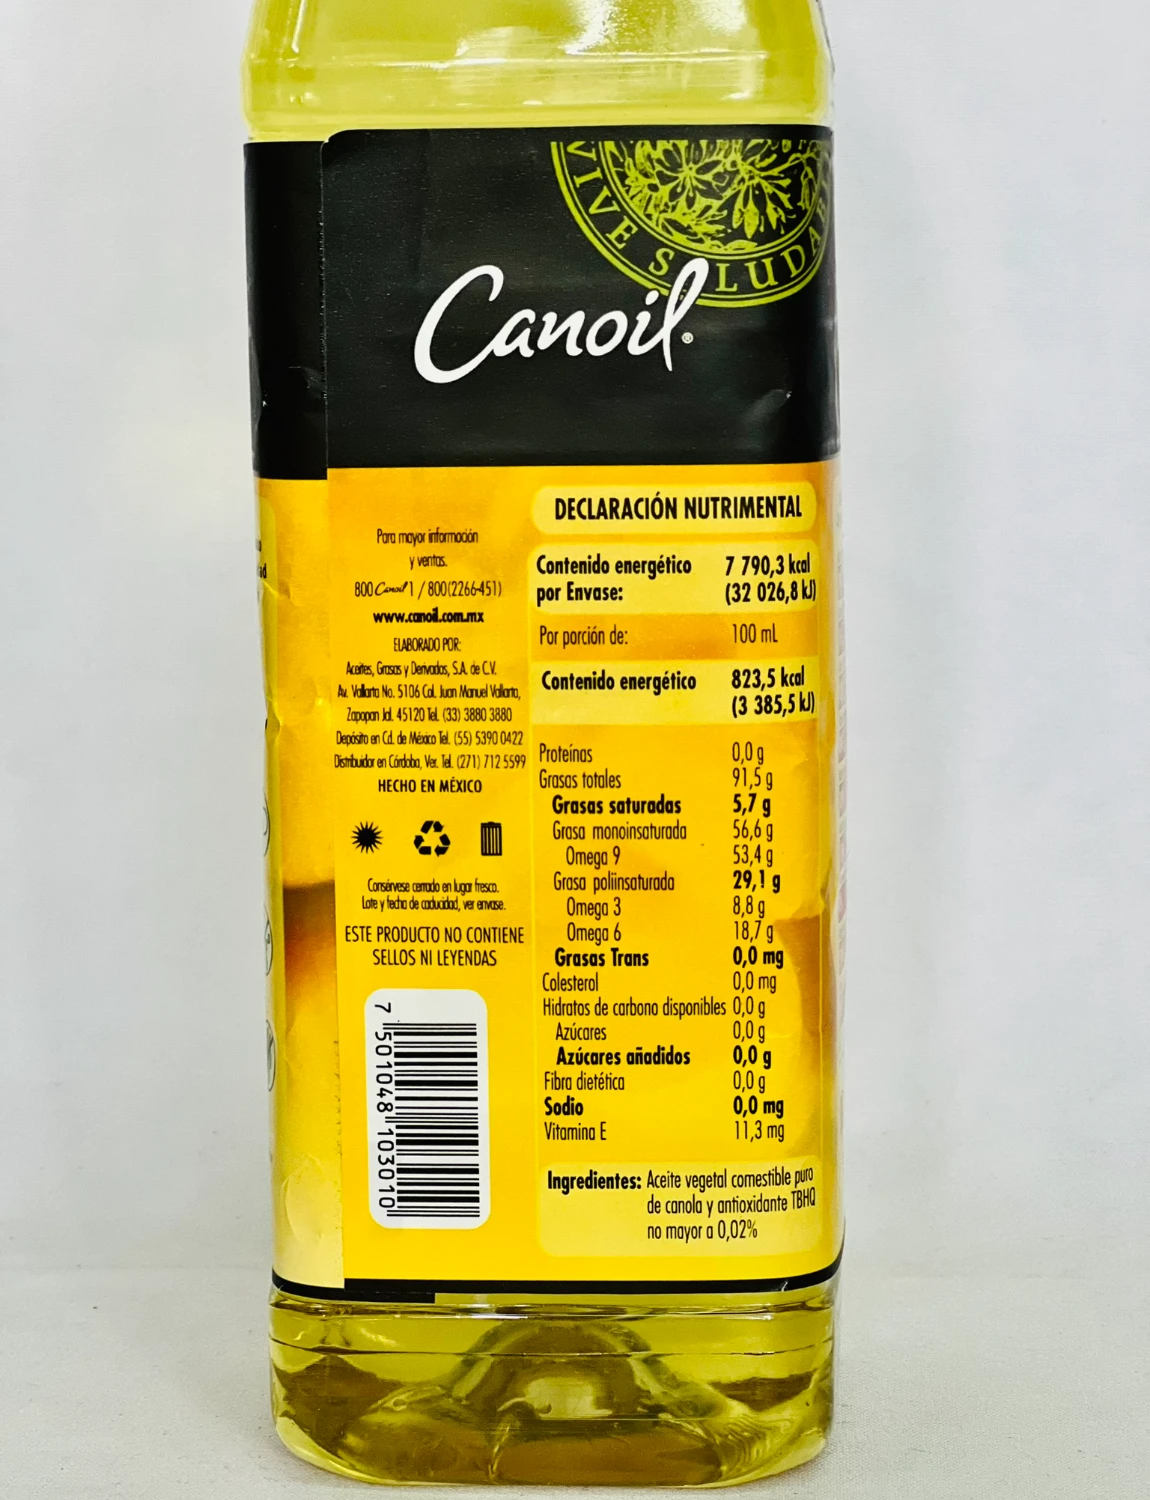 VIVE SALUDA
Canoil®
Para mayor información
y ventas.
800 Canoil 1 / 800(2266-451)
www.canoil.com.mx
ELABORADO POR:
Aceites, Grasas y Derivados, S.A. de C.V.
Av. Vallarta No. 5106 Col. Juan Manuel Vallarta,
Zapopan Jal. 45120 Tel. (33) 3880 3880
Depósito en Cd. de México Tel. (55) 5390 0422
Distribuidor en Córdoba, Ver. Tel. (271) 712 5599
HECHO EN MÉXICO
Consérvese cerrado en lugar fresco.
Lote y fecha de caducidad, ver envase.
ESTE PRODUCTO NO CONTIENE
SELLOS NI LEYENDAS
7 501048 103010
DECLARACIÓN NUTRIMENTAL
Contenido energético 7 790,3 kcal
por Envase: (32 026,8 kJ)
Por porción de: 100 mL
Contenido energético 823,5 kcal
(3 385,5 kJ)
Proteínas 0,0 g
Grasas totales 91,5 g
Grasas saturadas 5,7 g
Grasa monoinsaturada 56,6 g
Omega 9 53,4 g
Grasa poliinsaturada 29,1 g
Omega 3 8,8 g
Omega 6 18,7 g
Grasas Trans 0,0 mg
Colesterol 0,0 mg
Hidratos de carbono disponibles 0,0 g
Azúcares 0,0 g
Azúcares añadidos 0,0 g
Fibra dietética 0,0 g
Sodio 0,0 mg
Vitamina E 11,3 mg
Ingredientes: Aceite vegetal comestible puro
de canola y antioxidante TBHQ
no mayor a 0,02%